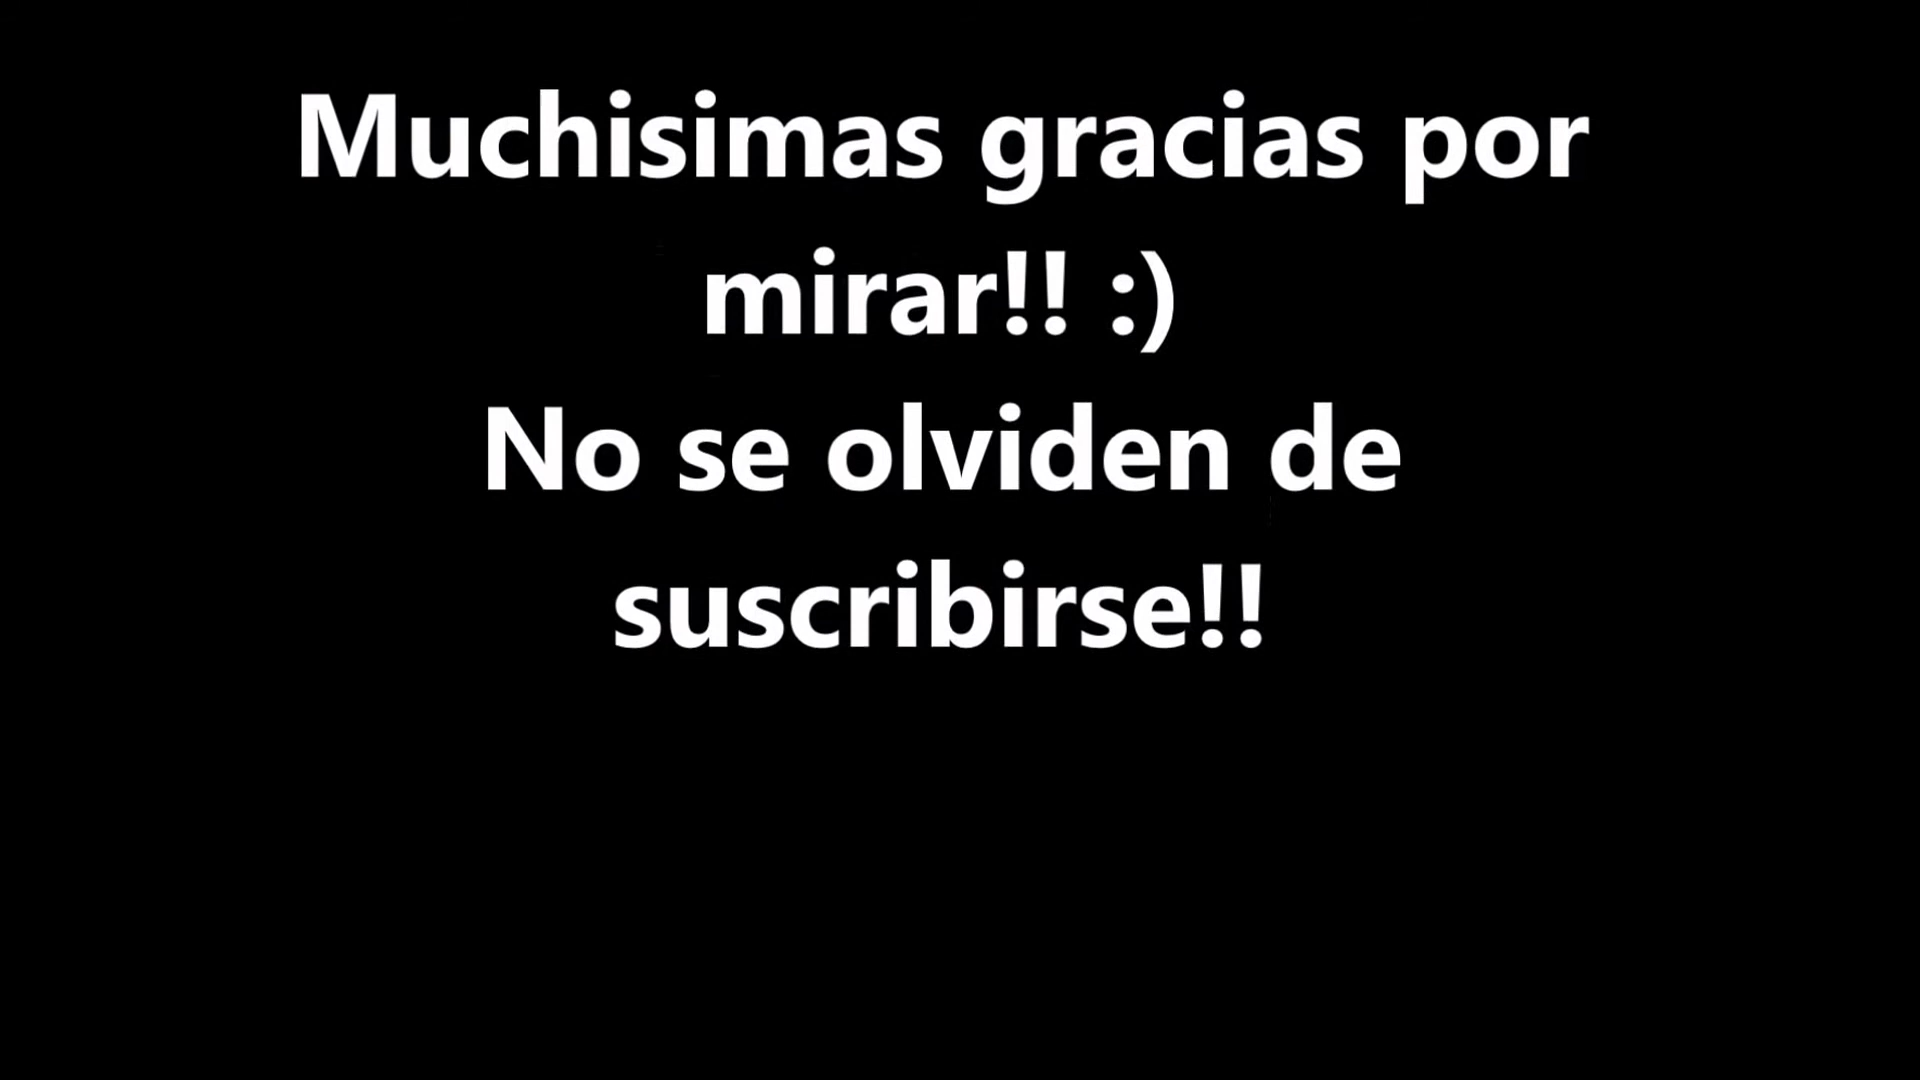 Muchisimas gracias por
mirar!! :)
No se olviden de
suscribirse!!